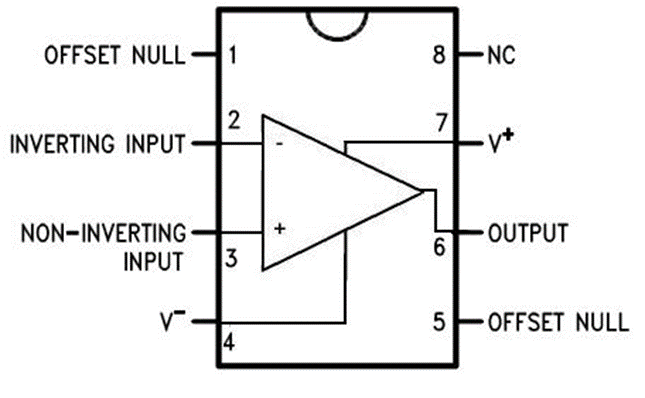 OFFSET NULL 1 8 NC
2 7
INVERTING INPUT - V+
NON-INVERTING + OUTPUT
INPUT 3 6
V- 5 OFFSET NULL
4